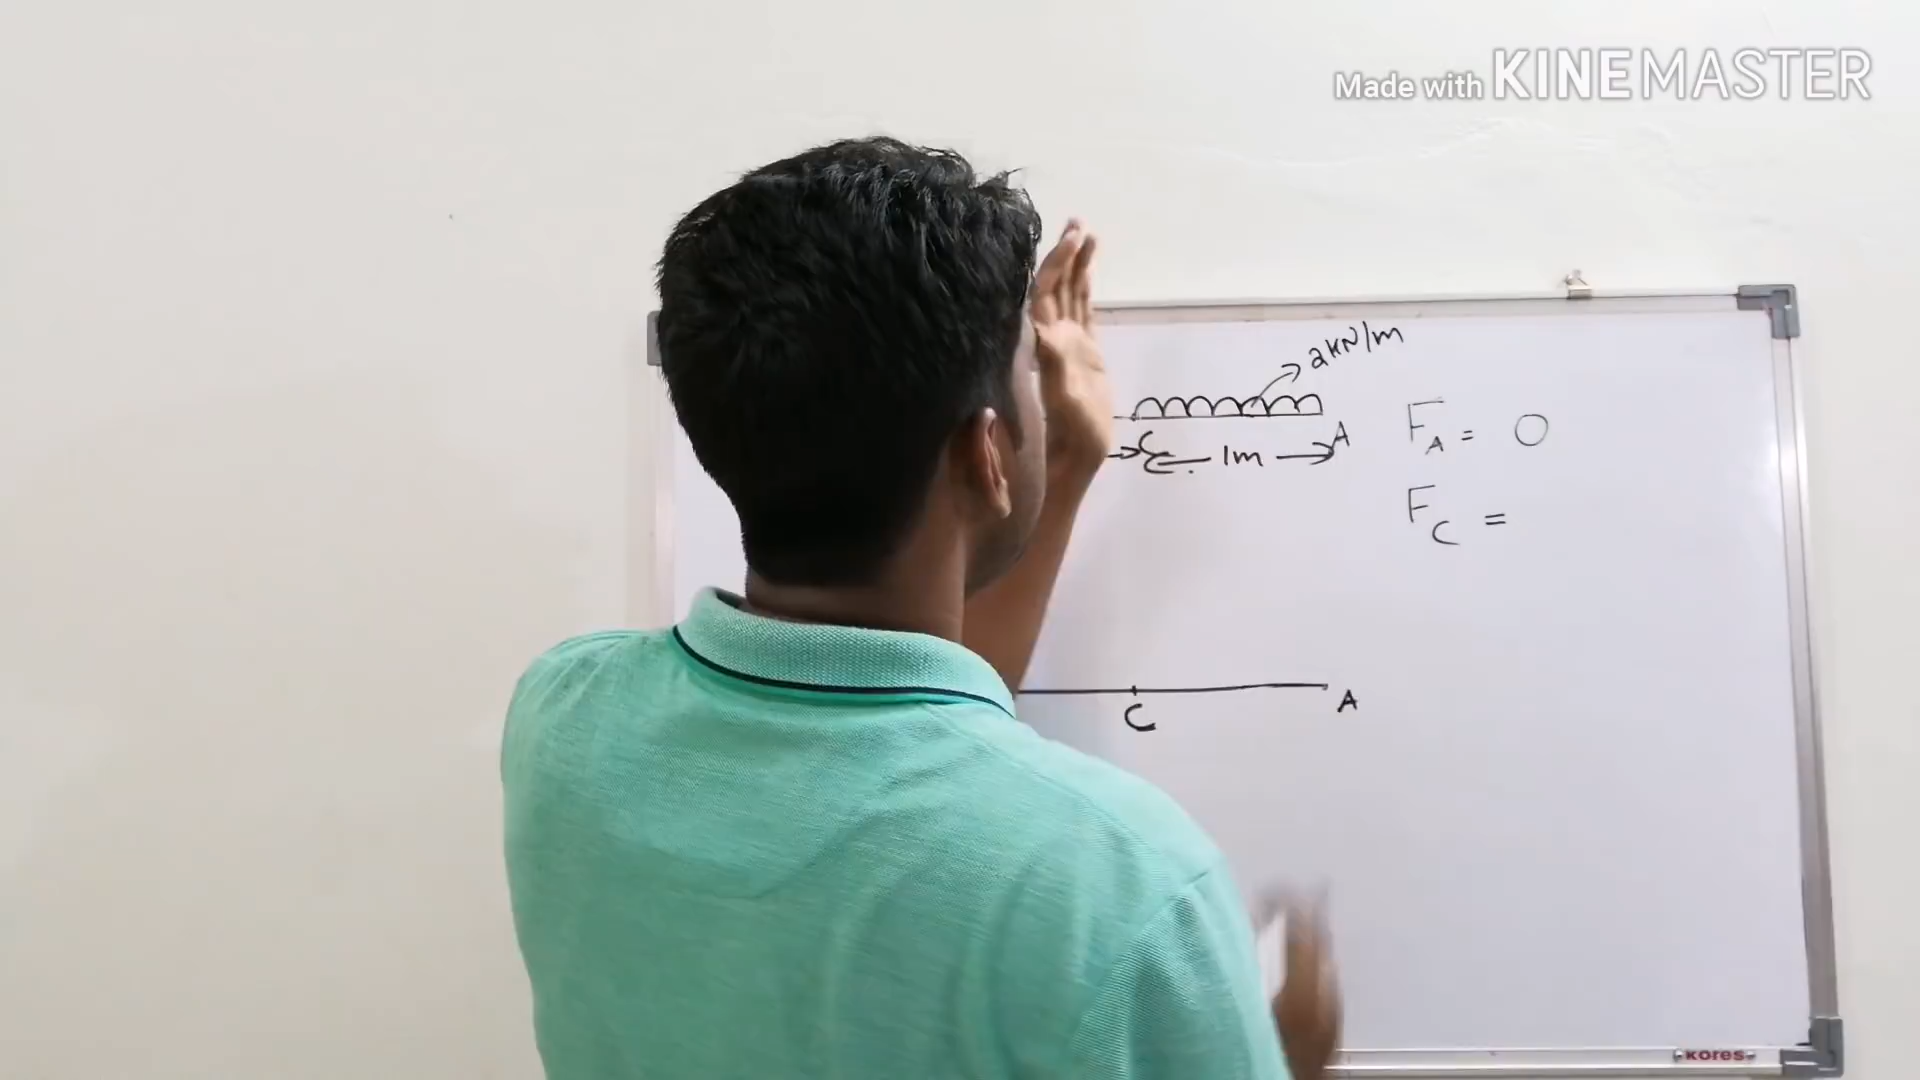 Made with KINEMASTER
2KN/m
C 1m A
F_A = 0
F_C =
C A
kores